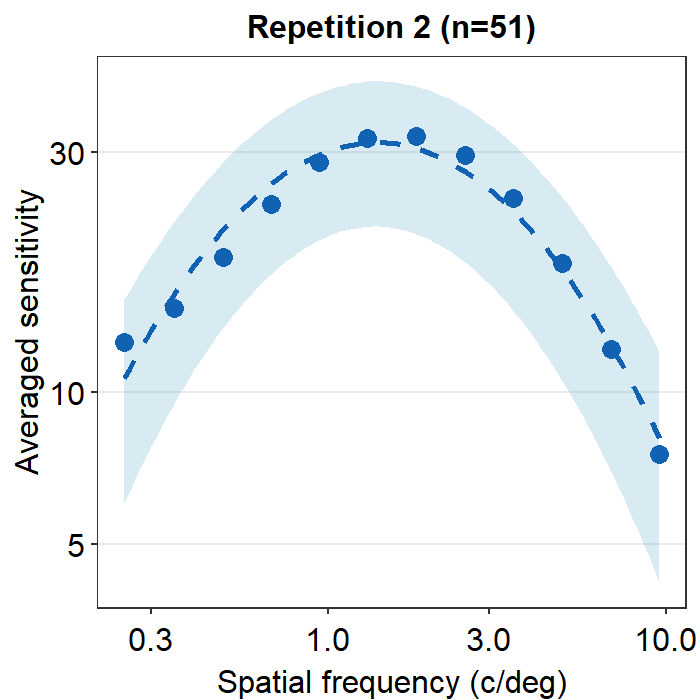 Repetition 2 (n=51)
Averaged sensitivity
30
10
5
0.3 1.0 3.0 10.0
Spatial frequency (c/deg)